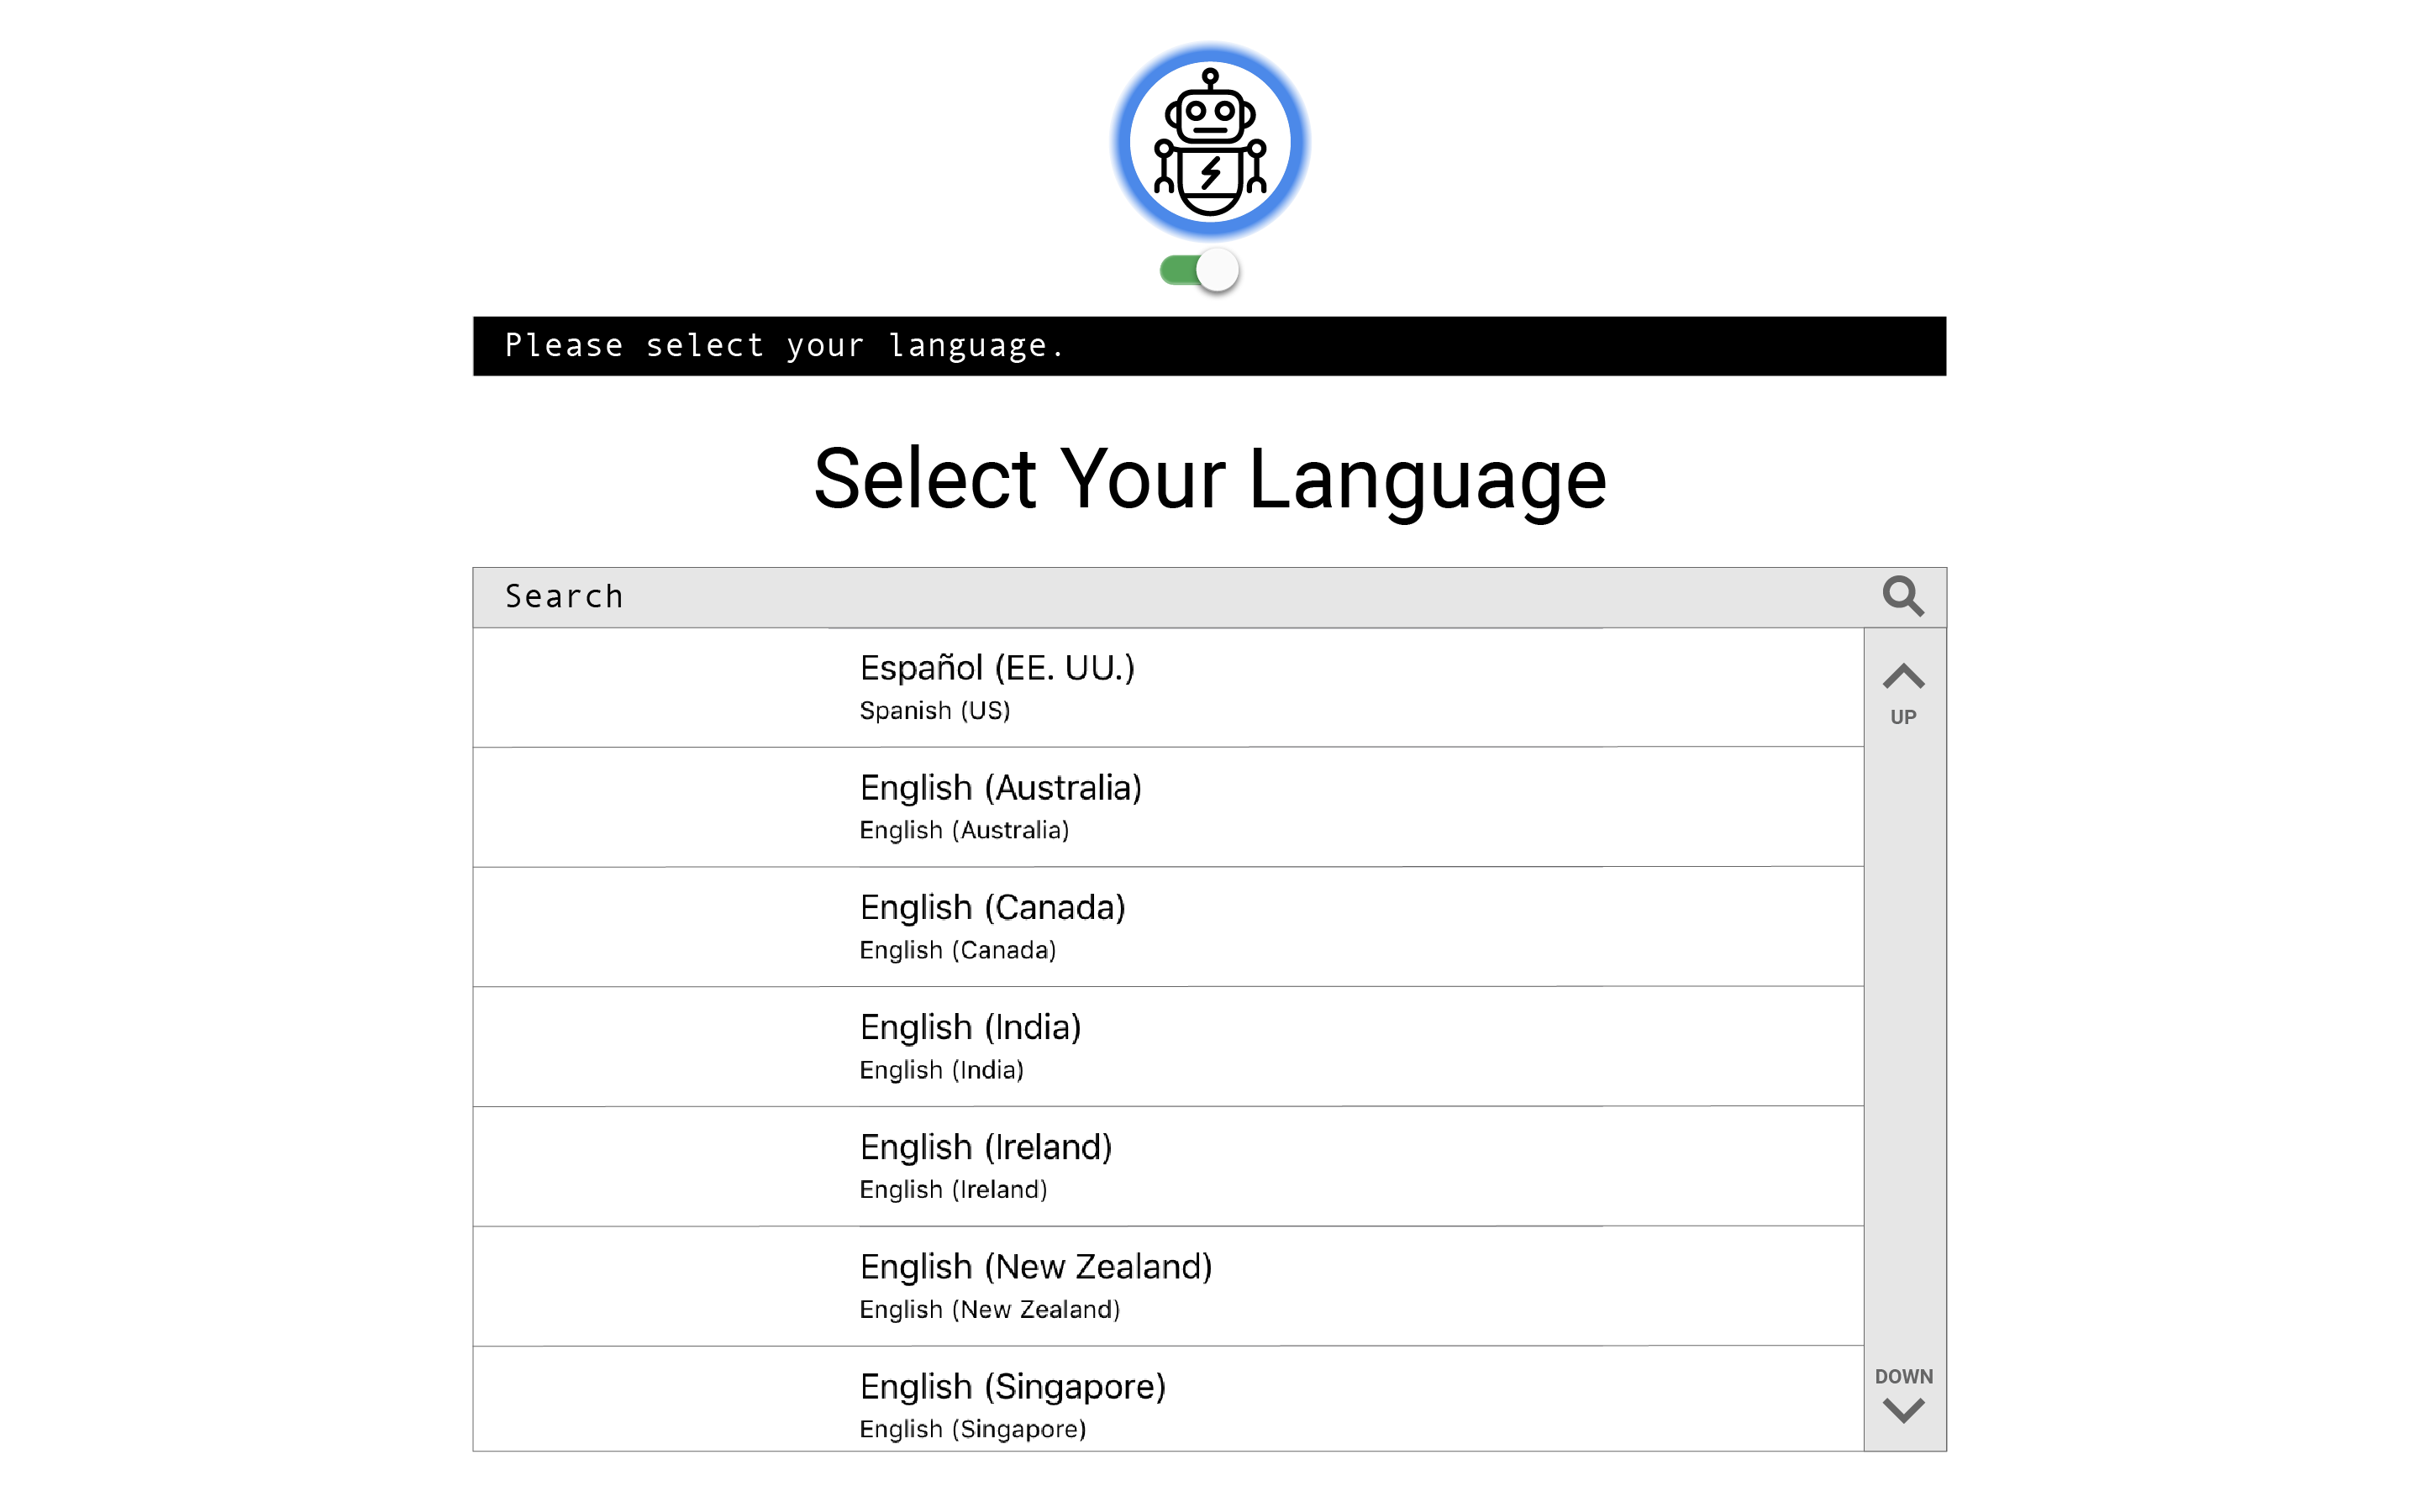 Please select your language.
Select Your Language
Search
Español (EE. UU.)
Spanish (US)
UP
English (Australia)
English (Australia)
English (Canada)
English (Canada)
English (India)
English (India)
English (Ireland)
English (Ireland)
English (New Zealand)
English (New Zealand)
English (Singapore)
English (Singapore)
DOWN